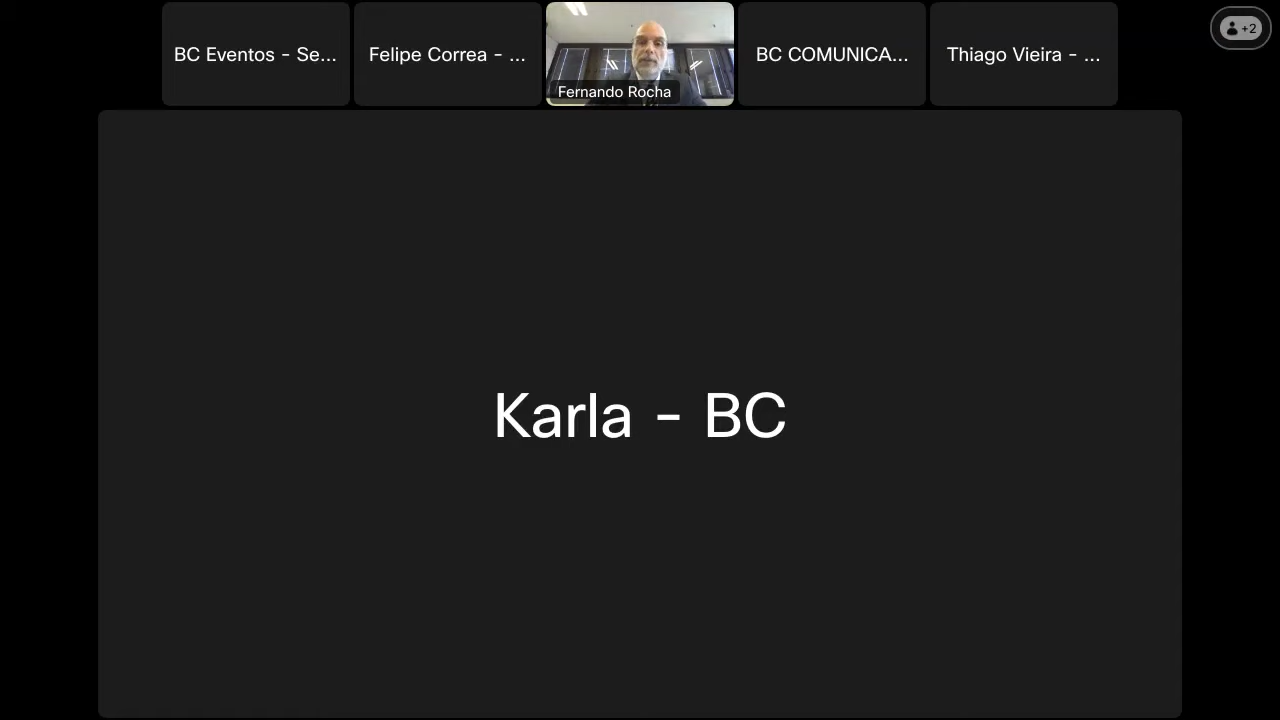 BC Eventos - Se...
Felipe Correa - ...
Fernando Rocha
BC COMUNICA...
Thiago Vieira - ...
+2
Karla - BC